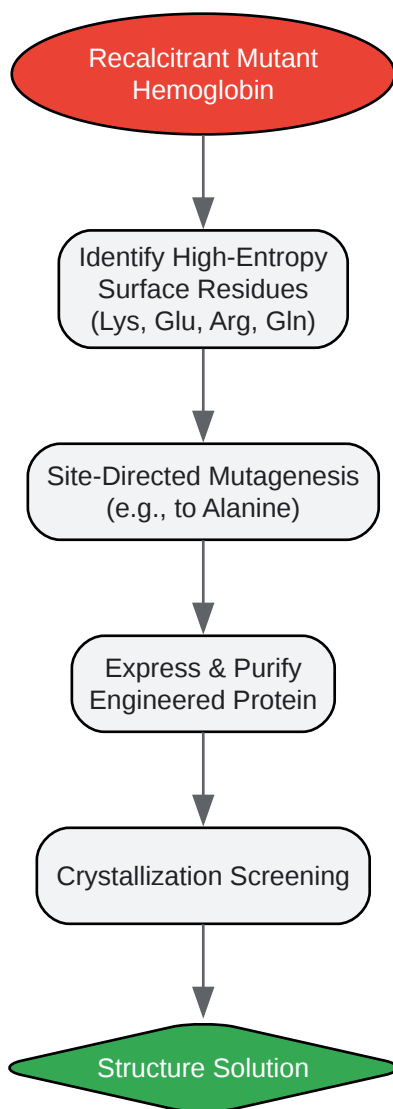 Recalcitrant Mutant
Hemoglobin
Identify High-Entropy
Surface Residues
(Lys, Glu, Arg, Gln)
Site-Directed Mutagenesis
(e.g., to Alanine)
Express & Purify
Engineered Protein
Crystallization Screening
Structure Solution